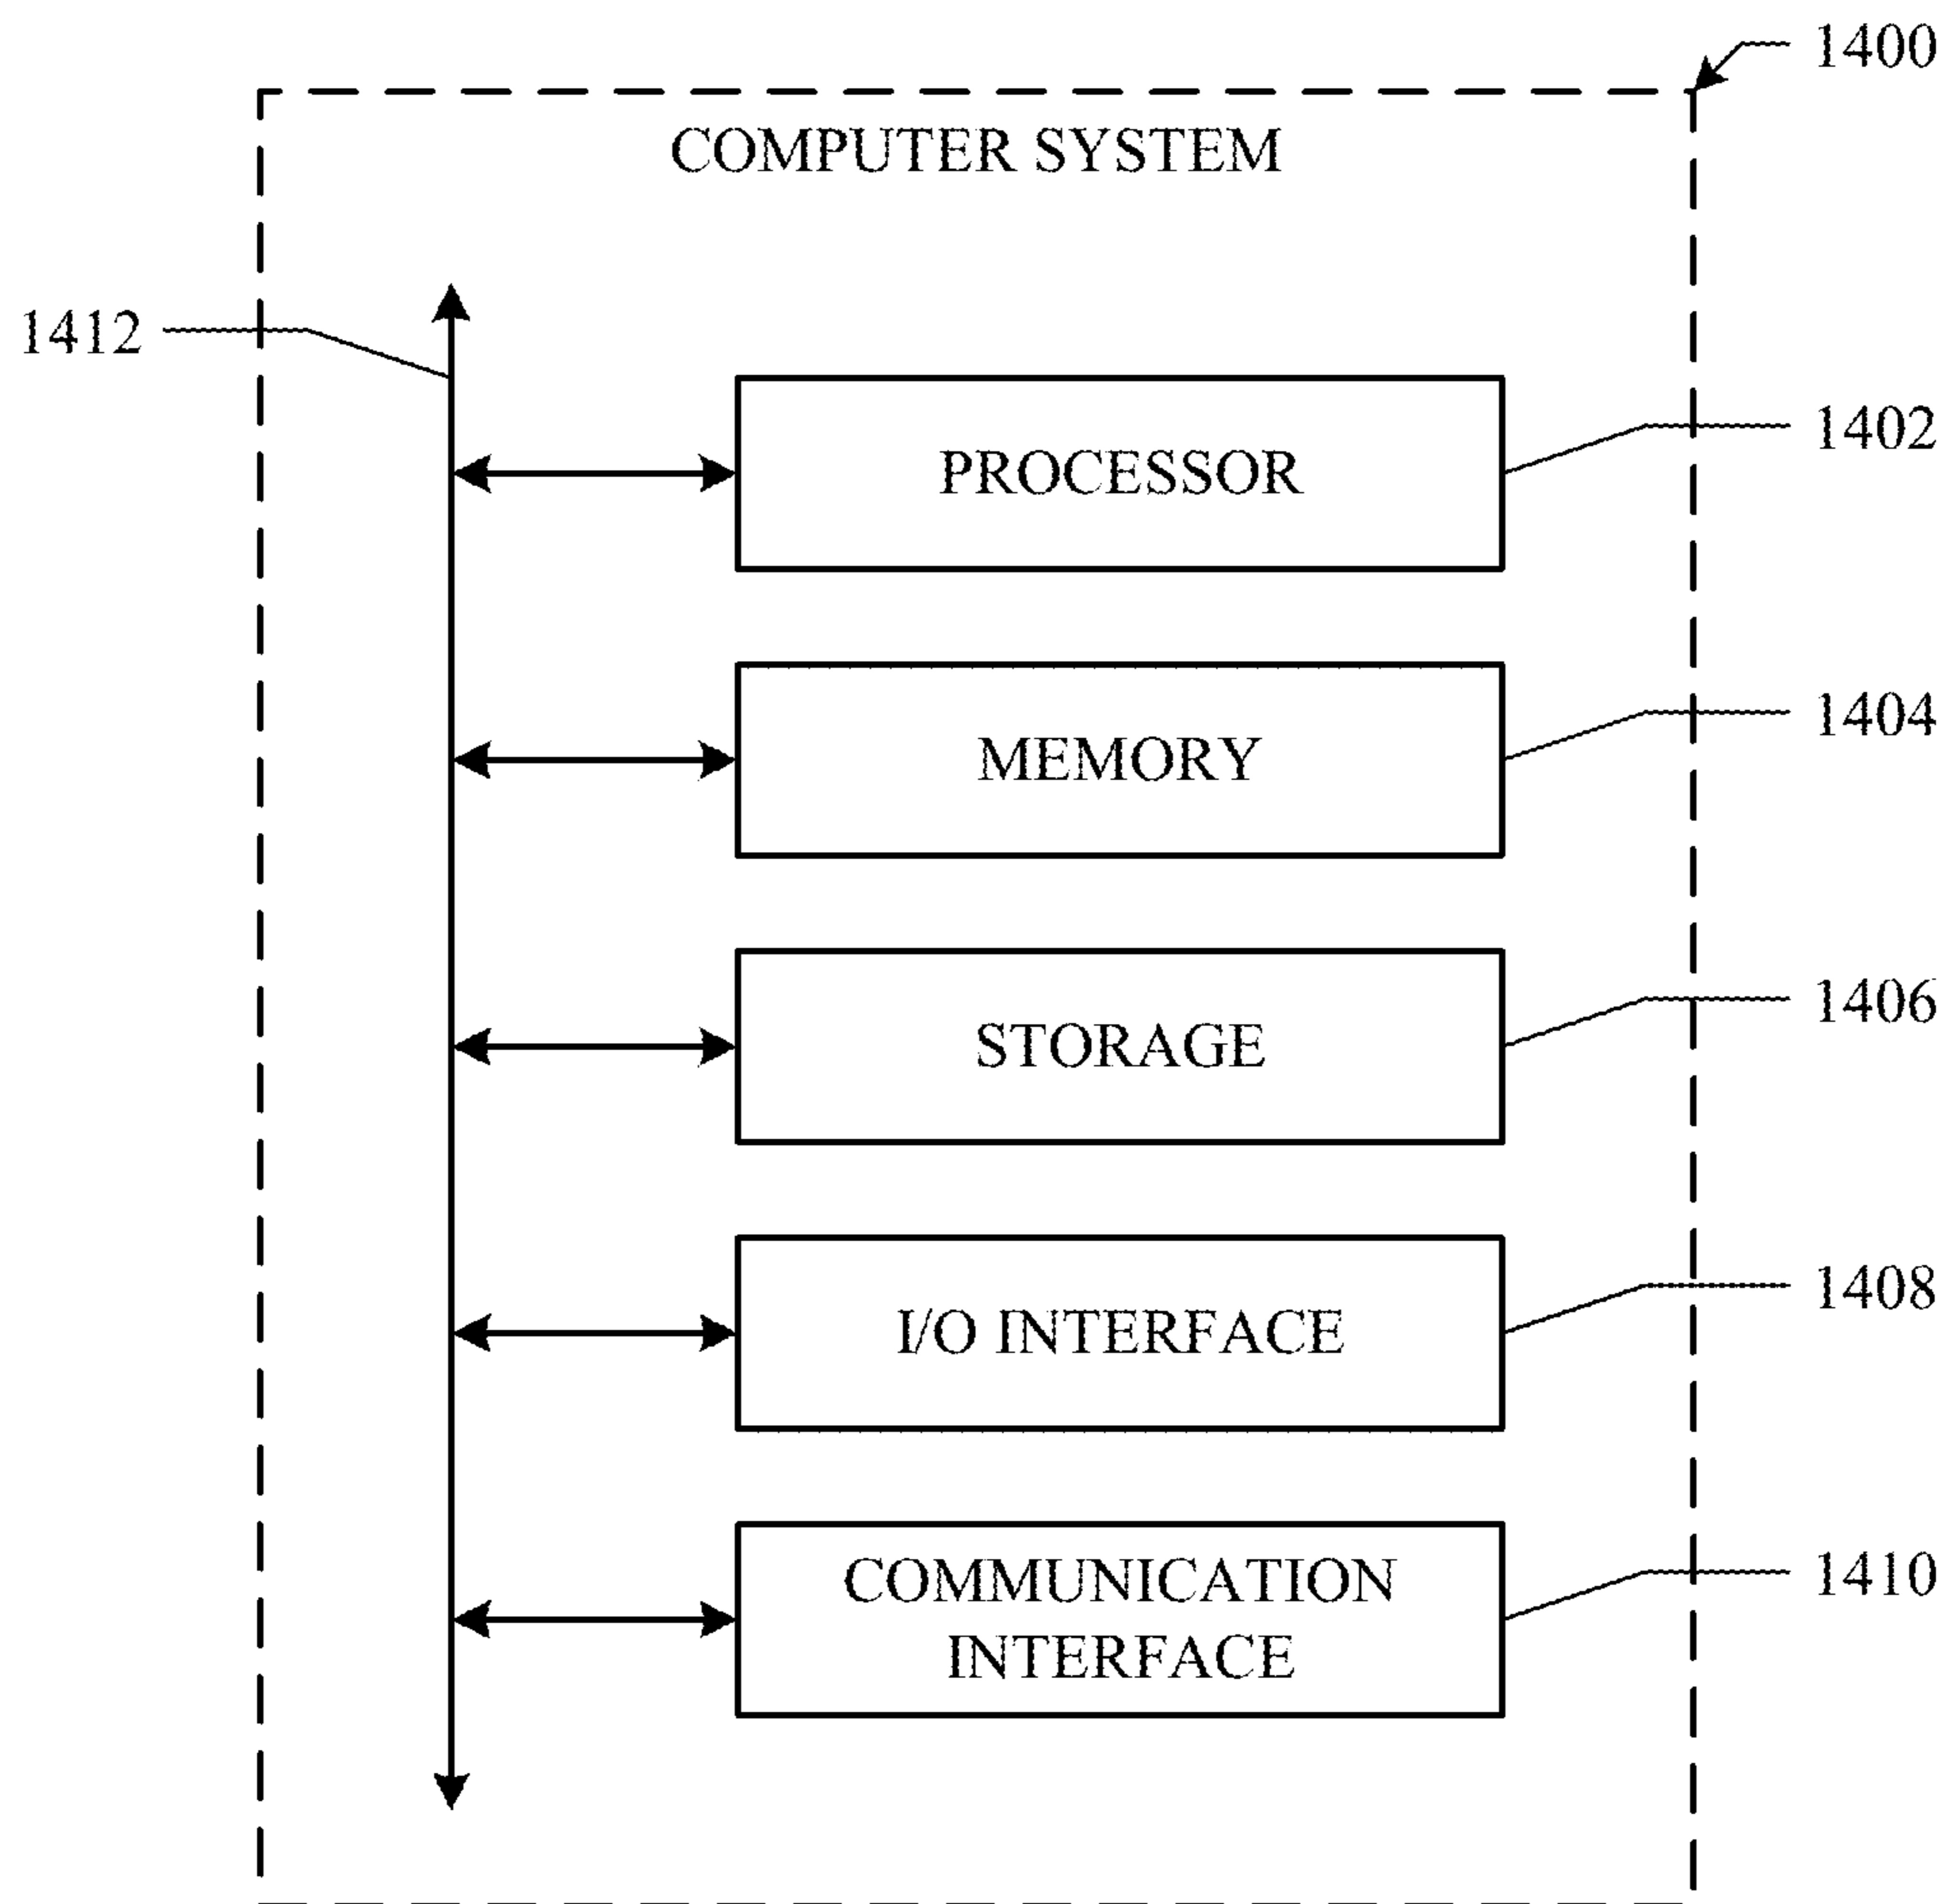 1400
COMPUTER SYSTEM
1412
PROCESSOR
1402
MEMORY
1404
STORAGE
1406
I/O INTERFACE
1408
COMMUNICATION
INTERFACE
1410